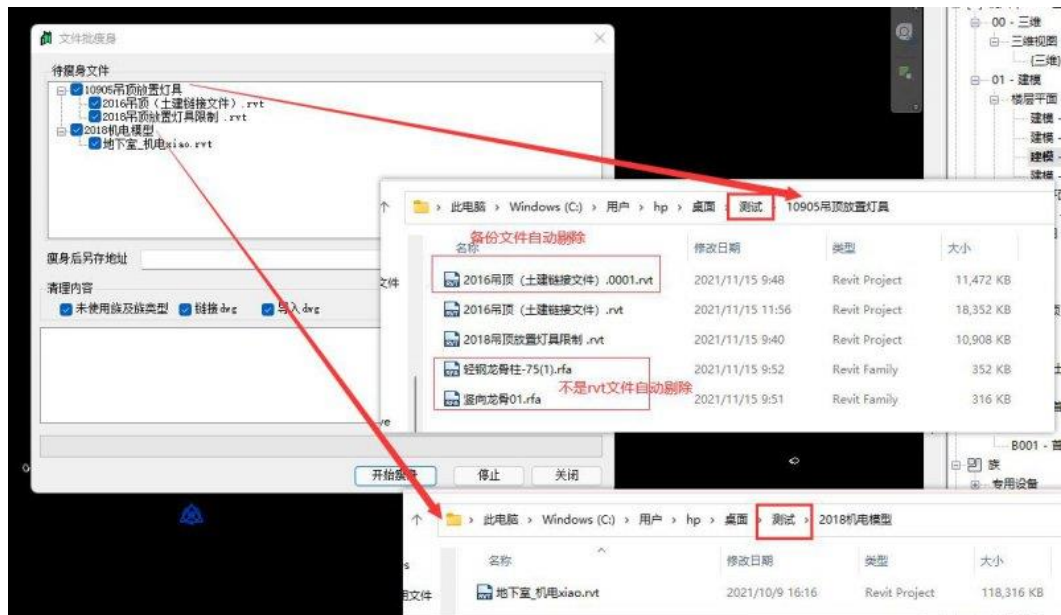 文件批瘦身
待瘦身文件
10905吊顶放置灯具
2016吊顶（土建链接文件）.rvt
2018吊顶放置灯具限制 .rvt
2018机电模型
地下室_机电xiao.rvt
瘦身后另存地址
清理内容
未使用族及族类型 链接dwg 导入dwg
开始瘦身 停止 关闭
此电脑 > Windows (C:) > 用户 > hp > 桌面 > 测试 > 10905吊顶放置灯具
备份文件自动剔除
名称 修改日期 类型 大小
2016吊顶（土建链接文件）.0001.rvt 2021/11/15 9:48 Revit Project 11,472 KB
2016吊顶（土建链接文件）.rvt 2021/11/15 11:56 Revit Project 18,352 KB
2018吊顶放置灯具限制 .rvt 2021/11/15 9:40 Revit Project 10,908 KB
轻钢龙骨柱-75(1).rfa 2021/11/15 9:52 Revit Family 352 KB
不是rvt文件自动剔除
竖向龙骨01.rfa 2021/11/15 9:51 Revit Family 316 KB
此电脑 > Windows (C:) > 用户 > hp > 桌面 > 测试 > 2018机电模型
名称 修改日期 类型 大小
地下室_机电xiao.rvt 2021/10/9 16:16 Revit Project 118,316 KB
00 - 三维
三维视图
{三维}
01 - 建模
楼层平面
建模 -
建模 -
建模 -
建模 -
B001 - 首
族
专用设备